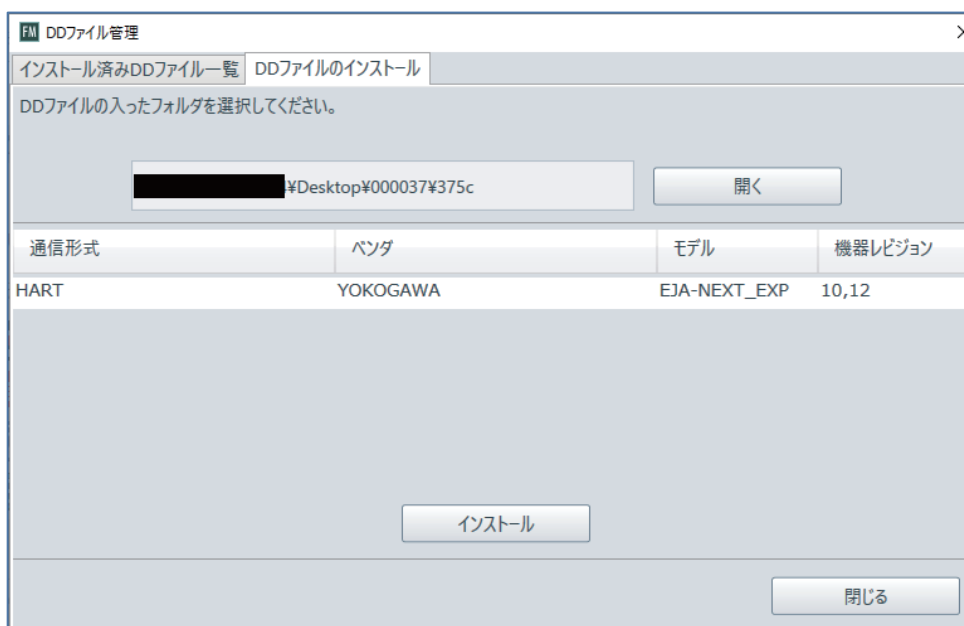 FM DDファイル管理
インストール済みDDファイル一覧 DDファイルのインストール
DDファイルの入ったフォルダを選択してください。
¥Desktop¥000037¥375c 開く
通信形式 ベンダ モデル 機器レビジョン
HART YOKOGAWA EJA-NEXT_EXP 10,12
インストール
閉じる